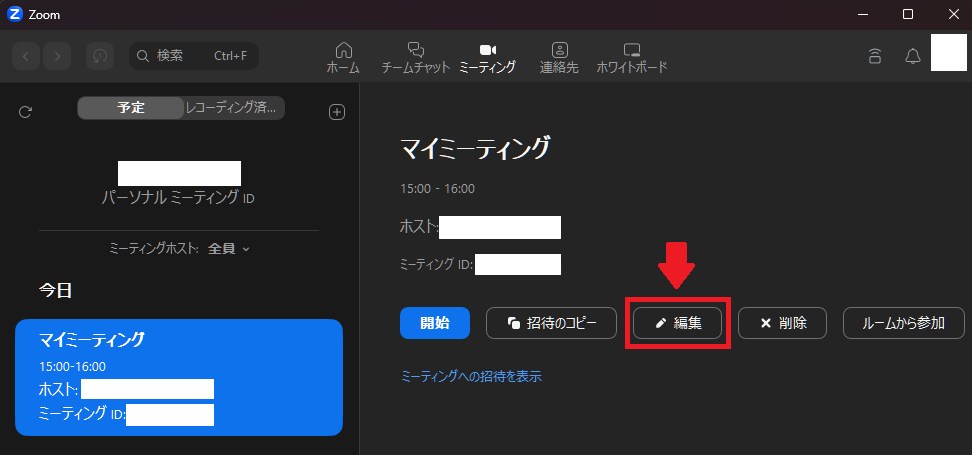 Zoom
検索 Ctrl+F
ホーム チームチャット ミーティング 連絡先 ホワイトボード
予定 レコーディング済...
パーソナル ミーティング ID
ミーティングホスト: 全員
今日
マイミーティング
15:00-16:00
ホスト:
ミーティング ID:
マイミーティング
15:00 - 16:00
ホスト:
ミーティング ID:
開始 招待のコピー 編集 削除 ルームから参加
ミーティングへの招待を表示